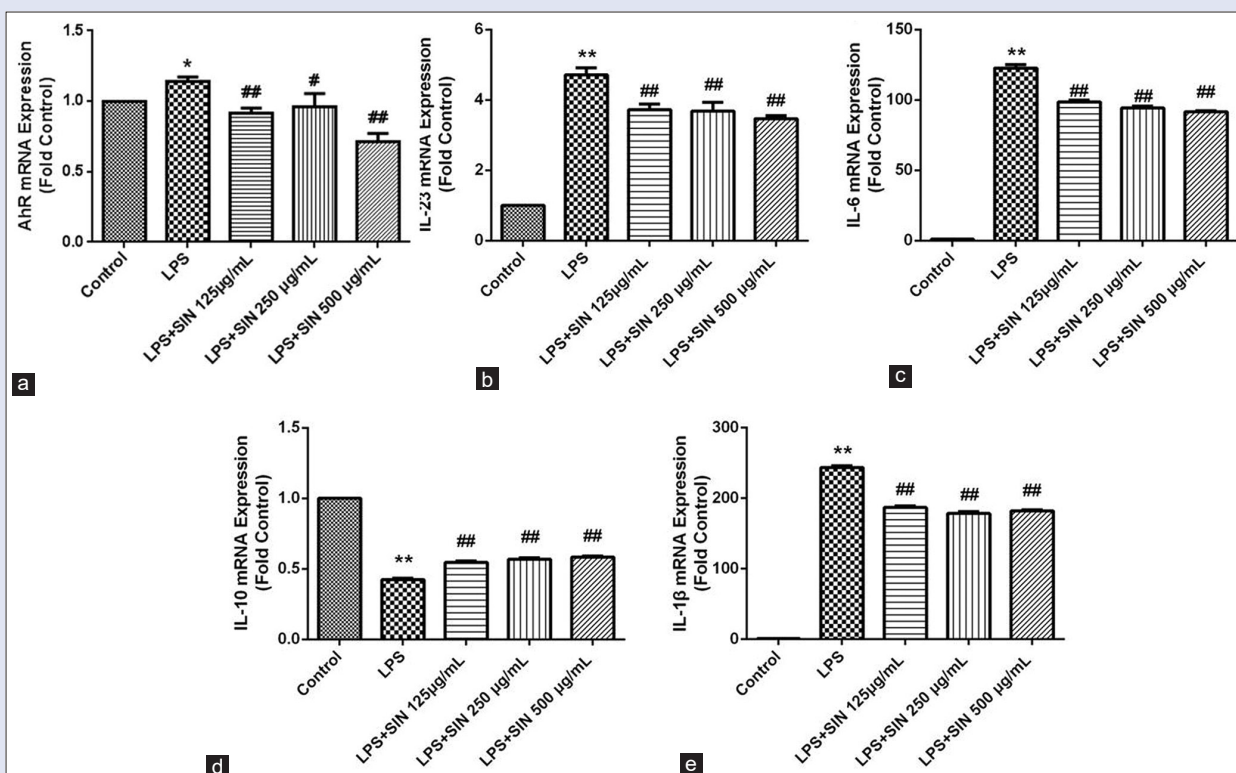 AhR mRNA Expression
(Fold Control)
1.5
1.0
0.5
0.0
*
##
#
##
Control
LPS
LPS+SIN 125µg/mL
LPS+SIN 250 µg/mL
LPS+SIN 500 µg/mL
a
IL-23 mRNA Expression
(Fold Control)
6
4
2
0
**
##
##
##
Control
LPS
LPS+SIN 125µg/mL
LPS+SIN 250 µg/mL
LPS+SIN 500 µg/mL
b
IL-6 mRNA Expression
(Fold Control)
150
100
50
0
**
##
##
##
Control
LPS
LPS+SIN 125µg/mL
LPS+SIN 250 µg/mL
LPS+SIN 500 µg/mL
c
IL-10 mRNA Expression
(Fold Control)
1.5
1.0
0.5
0.0
**
##
##
##
Control
LPS
LPS+SIN 125µg/mL
LPS+SIN 250 µg/mL
LPS+SIN 500 µg/mL
d
IL-1β mRNA Expression
(Fold Control)
300
200
100
0
**
##
##
##
Control
LPS
LPS+SIN 125µg/mL
LPS+SIN 250 µg/mL
LPS+SIN 500 µg/mL
e